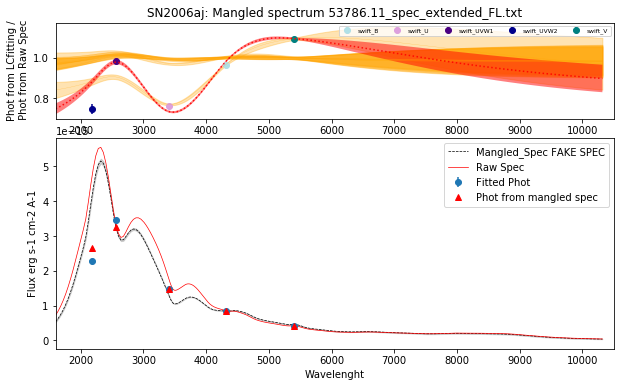 SN2006aj: Mangled spectrum 53786.11_spec_extended_FL.txt
Phot from LCfitting /
Phot from Raw Spec
swift_B swift_U swift_UVW1 swift_UVW2 swift_V
1.0
0.8
2000 3000 4000 5000 6000 7000 8000 9000 10000
Flux erg s-1 cm-2 A-1
Mangled_Spec FAKE SPEC
Raw Spec
Fitted Phot
Phot from mangled spec
5
4
3
2
1
0
2000 3000 4000 5000 6000 7000 8000 9000 10000
Wavelenght